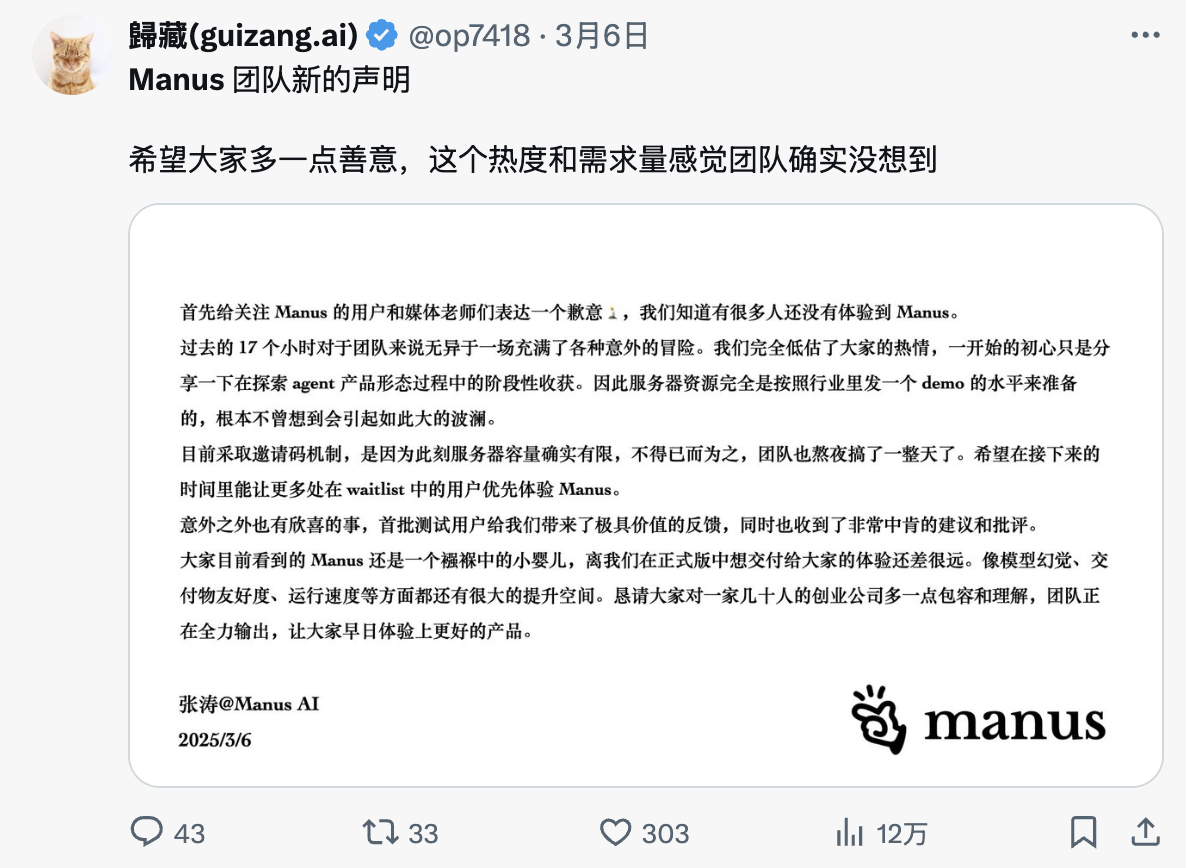 歸藏(guizang.ai) @op7418 · 3月6日
Manus 团队新的声明
希望大家多一点善意，这个热度和需求量感觉团队确实没想到
首先给关注 Manus 的用户和媒体老师们表达一个歉意🙏，我们知道有很多人还没有体验到 Manus。
过去的 17 个小时对于团队来说无异于一场充满了各种意外的冒险。我们完全低估了大家的热情，一开始的初心只是分
享一下在探索 agent 产品形态过程中的阶段性收获。因此服务器资源完全是按照行业里发一个 demo 的水平来准备
的，根本不曾想到会引起如此大的波澜。
目前采取邀请码机制，是因为此刻服务器容量确实有限，不得已而为之，团队也熬夜搞了一整天了。希望在接下来的
时间里能让更多处在 waitlist 中的用户优先体验 Manus。
意外之外也有欣喜的事，首批测试用户给我们带来了极具价值的反馈，同时也收到了非常中肯的建议和批评。
大家目前看到的 Manus 还是一个襁褓中的小婴儿，离我们在正式版中想交付给大家的体验还差很远。像模型幻觉、交
付物友好度、运行速度等方面都还有很大的提升空间。恳请大家对一家几十人的创业公司多一点包容和理解，团队正
在全力输出，让大家早日体验上更好的产品。
张涛@Manus AI
2025/3/6
manus
43 33 303 12万